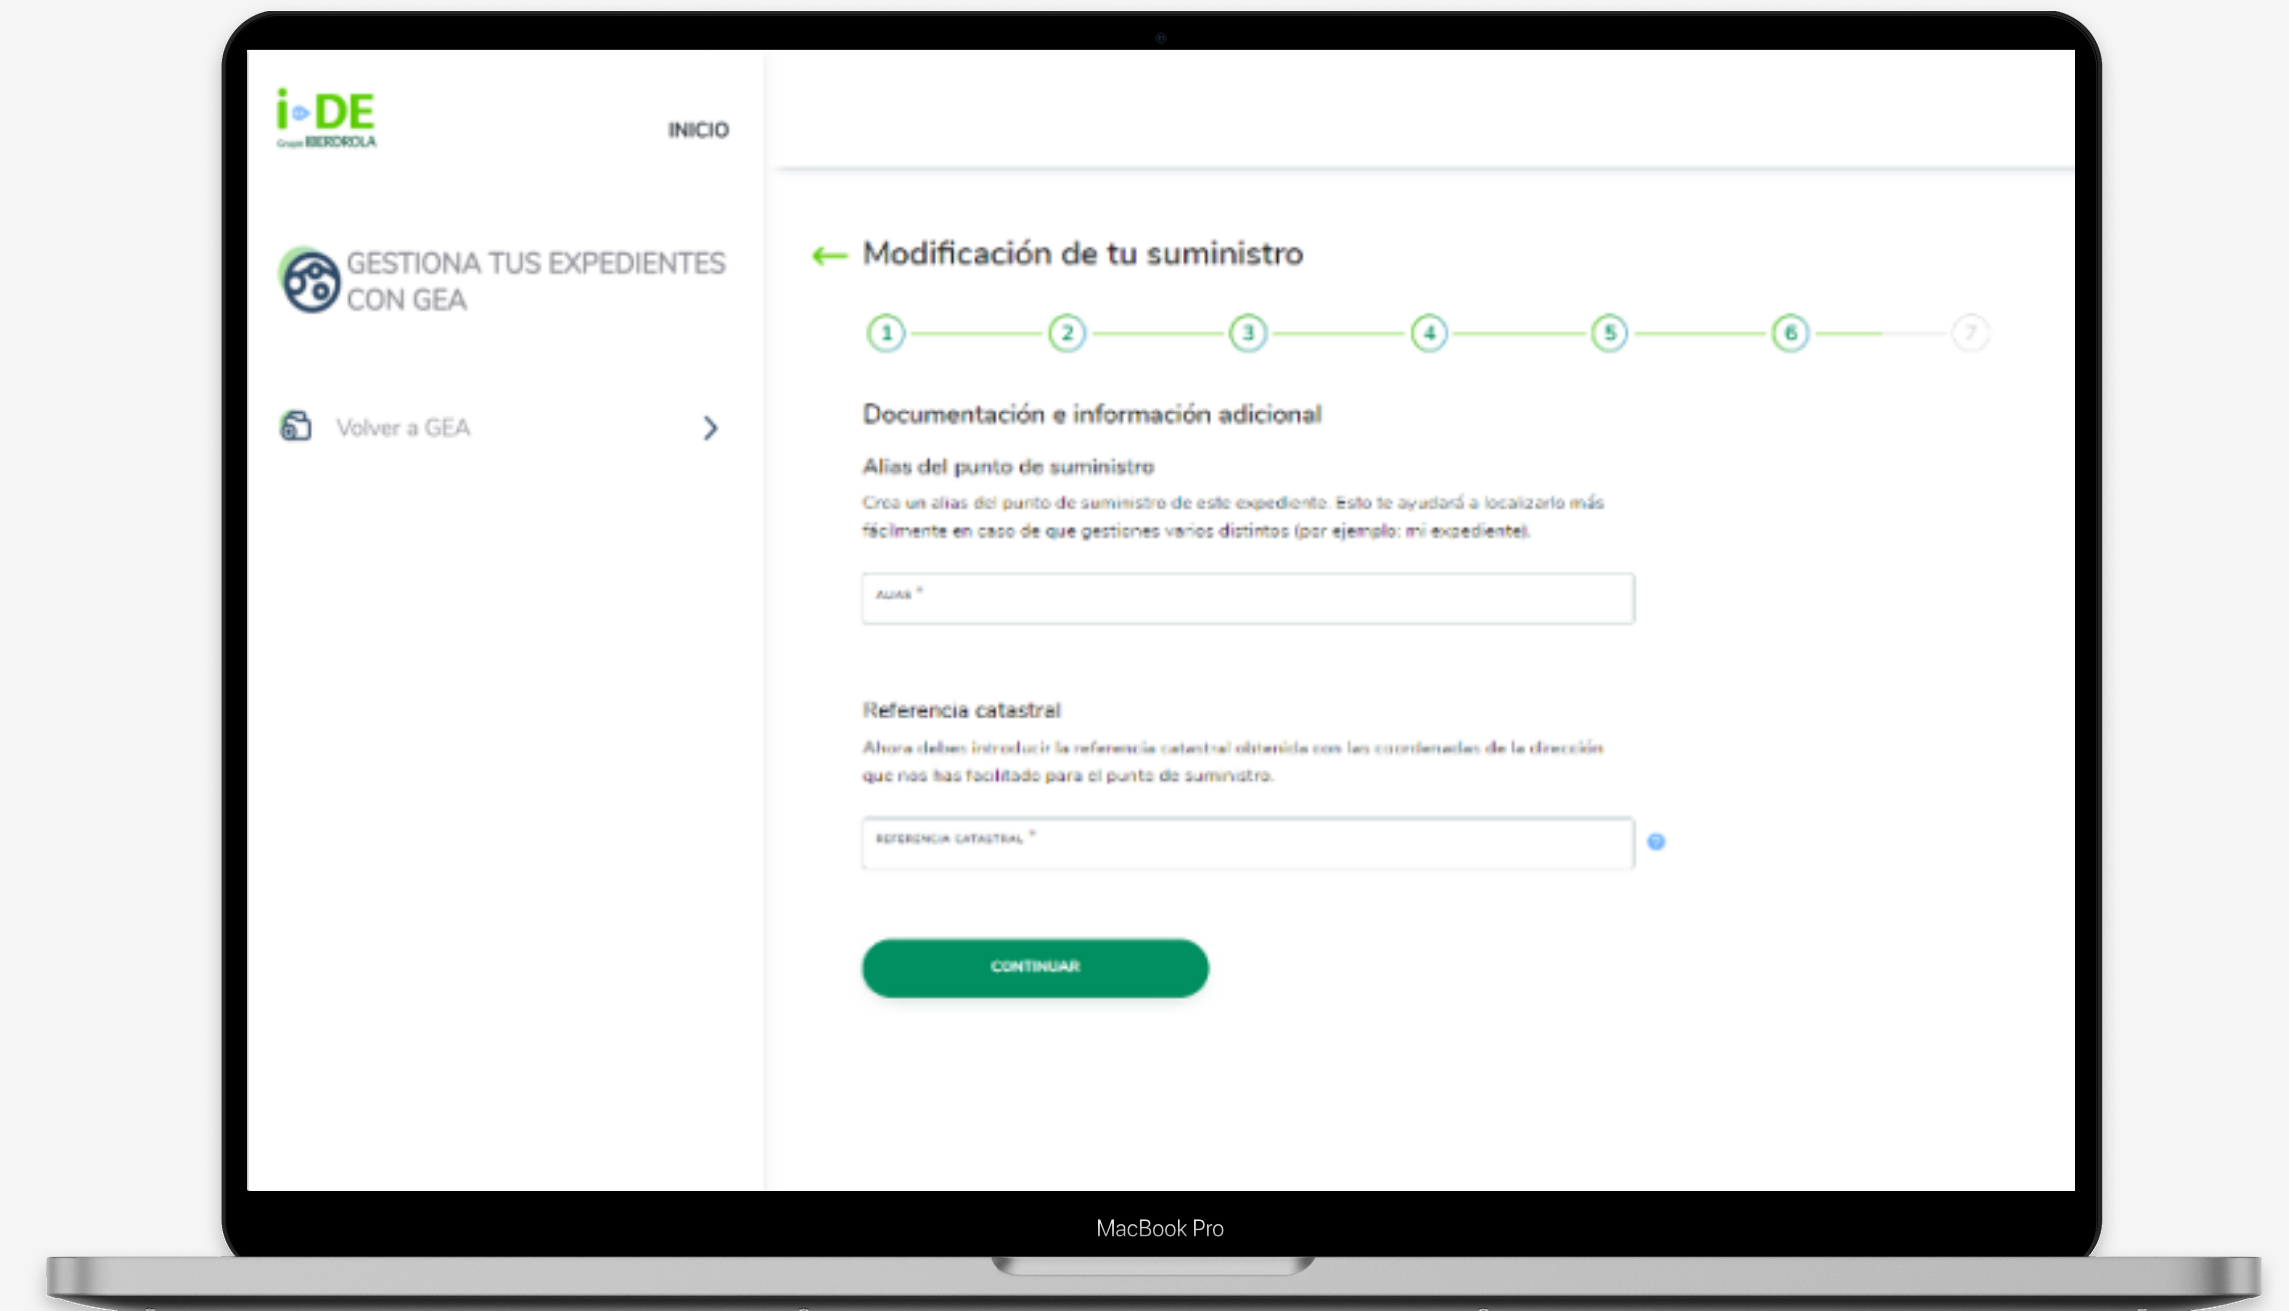 i-DE
Grupo IBERDROLA
INICIO
GESTIONA TUS EXPEDIENTES
CON GEA
Volver a GEA
Modificación de tu suministro
1 2 3 4 5 6 7
Documentación e información adicional
Alias del punto de suministro
Crea un alias del punto de suministro de este expediente. Esto te ayudará a localizarlo más
fácilmente en caso de que gestiones varios distintos (por ejemplo: mi expediente).
ALIAS *
Referencia catastral
Ahora debes introducir la referencia catastral obtenida con las coordenadas de la dirección
que nos has facilitado para el punto de suministro.
REFERENCIA CATASTRAL *
?
CONTINUAR
MacBook Pro